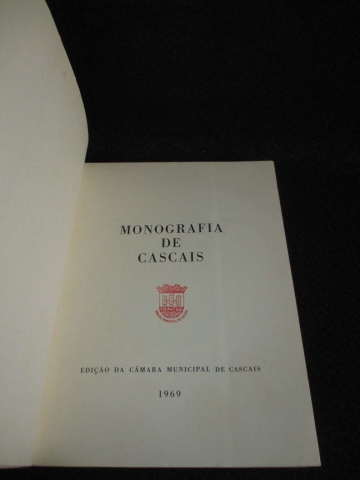 MONOGRAFIA
DE
CASCAIS
EDIÇÃO DA CÂMARA MUNICIPAL DE CASCAIS
1969